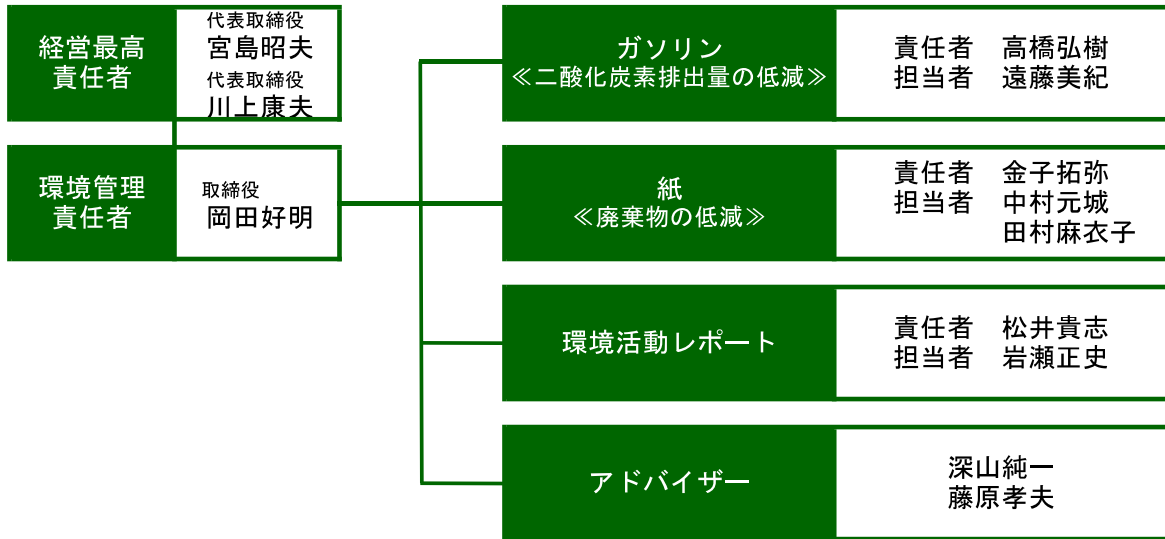 経営最高
責任者
代表取締役
宮島昭夫
代表取締役
川上康夫
環境管理
責任者
取締役
岡田好明
ガソリン
≪二酸化炭素排出量の低減≫
責任者　高橋弘樹
担当者　遠藤美紀
紙
≪廃棄物の低減≫
責任者　金子拓弥
担当者　中村元城
田村麻衣子
環境活動レポート
責任者　松井貴志
担当者　岩瀬正史
アドバイザー
深山純一
藤原孝夫